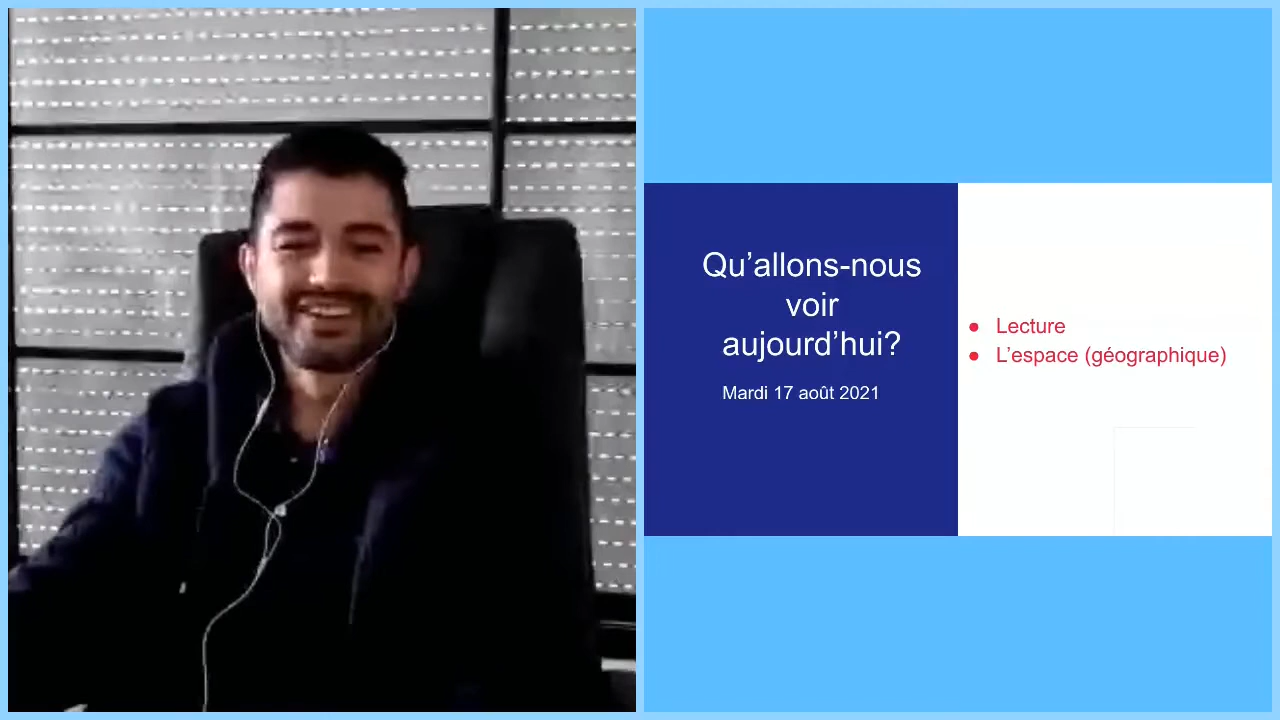 Qu'allons-nous
voir
aujourd'hui?
Mardi 17 août 2021
● Lecture
● L'espace (géographique)